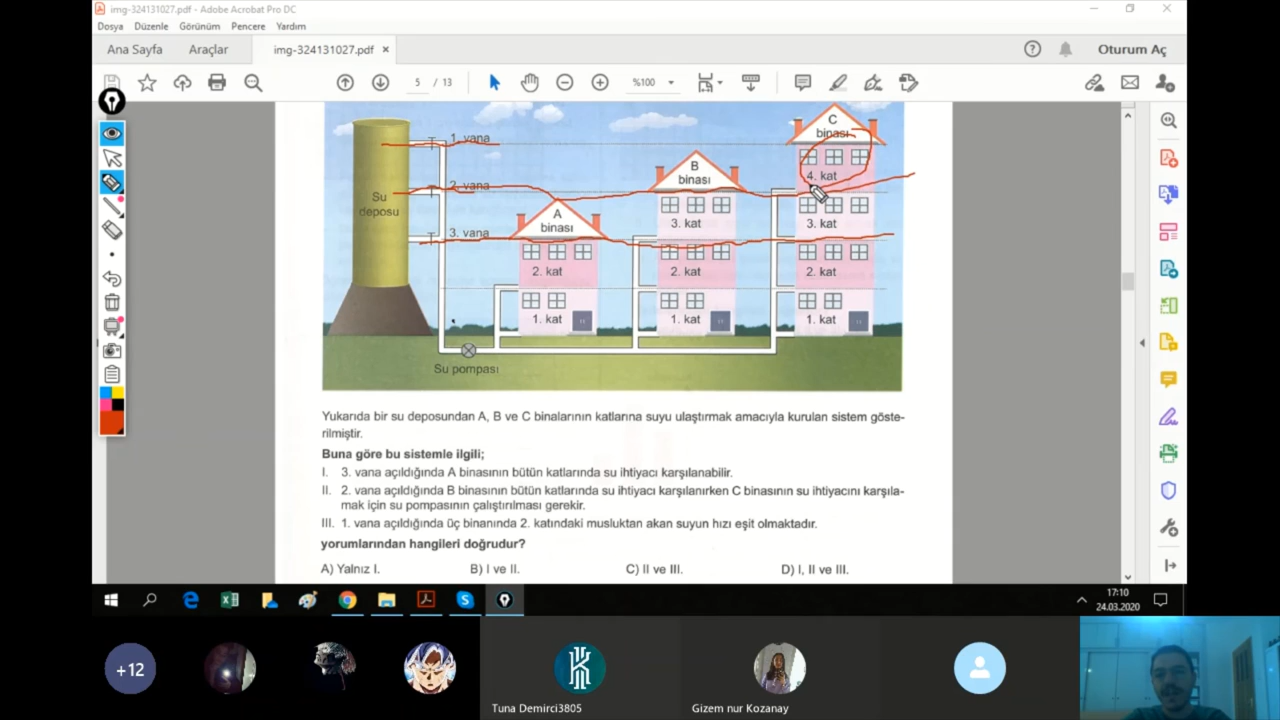 img-324131027.pdf - Adobe Acrobat Pro DC
Dosya Düzenle Görünüm Pencere Yardım
Ana Sayfa Araçlar img-324131027.pdf × Oturum Aç
5 / 13 %100
1. vana
2. vana
3. vana
Su
deposu
A
binası
2. kat
1. kat
B
binası
3. kat
2. kat
1. kat
C
binası
4. kat
3. kat
2. kat
1. kat
Su pompası
Yukarıda bir su deposundan A, B ve C binalarının katlarına suyu ulaştırmak amacıyla kurulan sistem göste-
rilmiştir.
Buna göre bu sistemle ilgili;
I. 3. vana açıldığında A binasının bütün katlarında su ihtiyacı karşılanabilir.
II. 2. vana açıldığında B binasının bütün katlarında su ihtiyacı karşılanırken C binasının su ihtiyacını karşıla-
mak için su pompasının çalıştırılması gerekir.
III. 1. vana açıldığında üç binanında 2. katındaki musluktan akan suyun hızı eşit olmaktadır.
yorumlarından hangileri doğrudur?
A) Yalnız I. B) I ve II. C) II ve III. D) I, II ve III.
17:10
24.03.2020
+12
Tuna Demirci3805 Gizem nur Kozanay